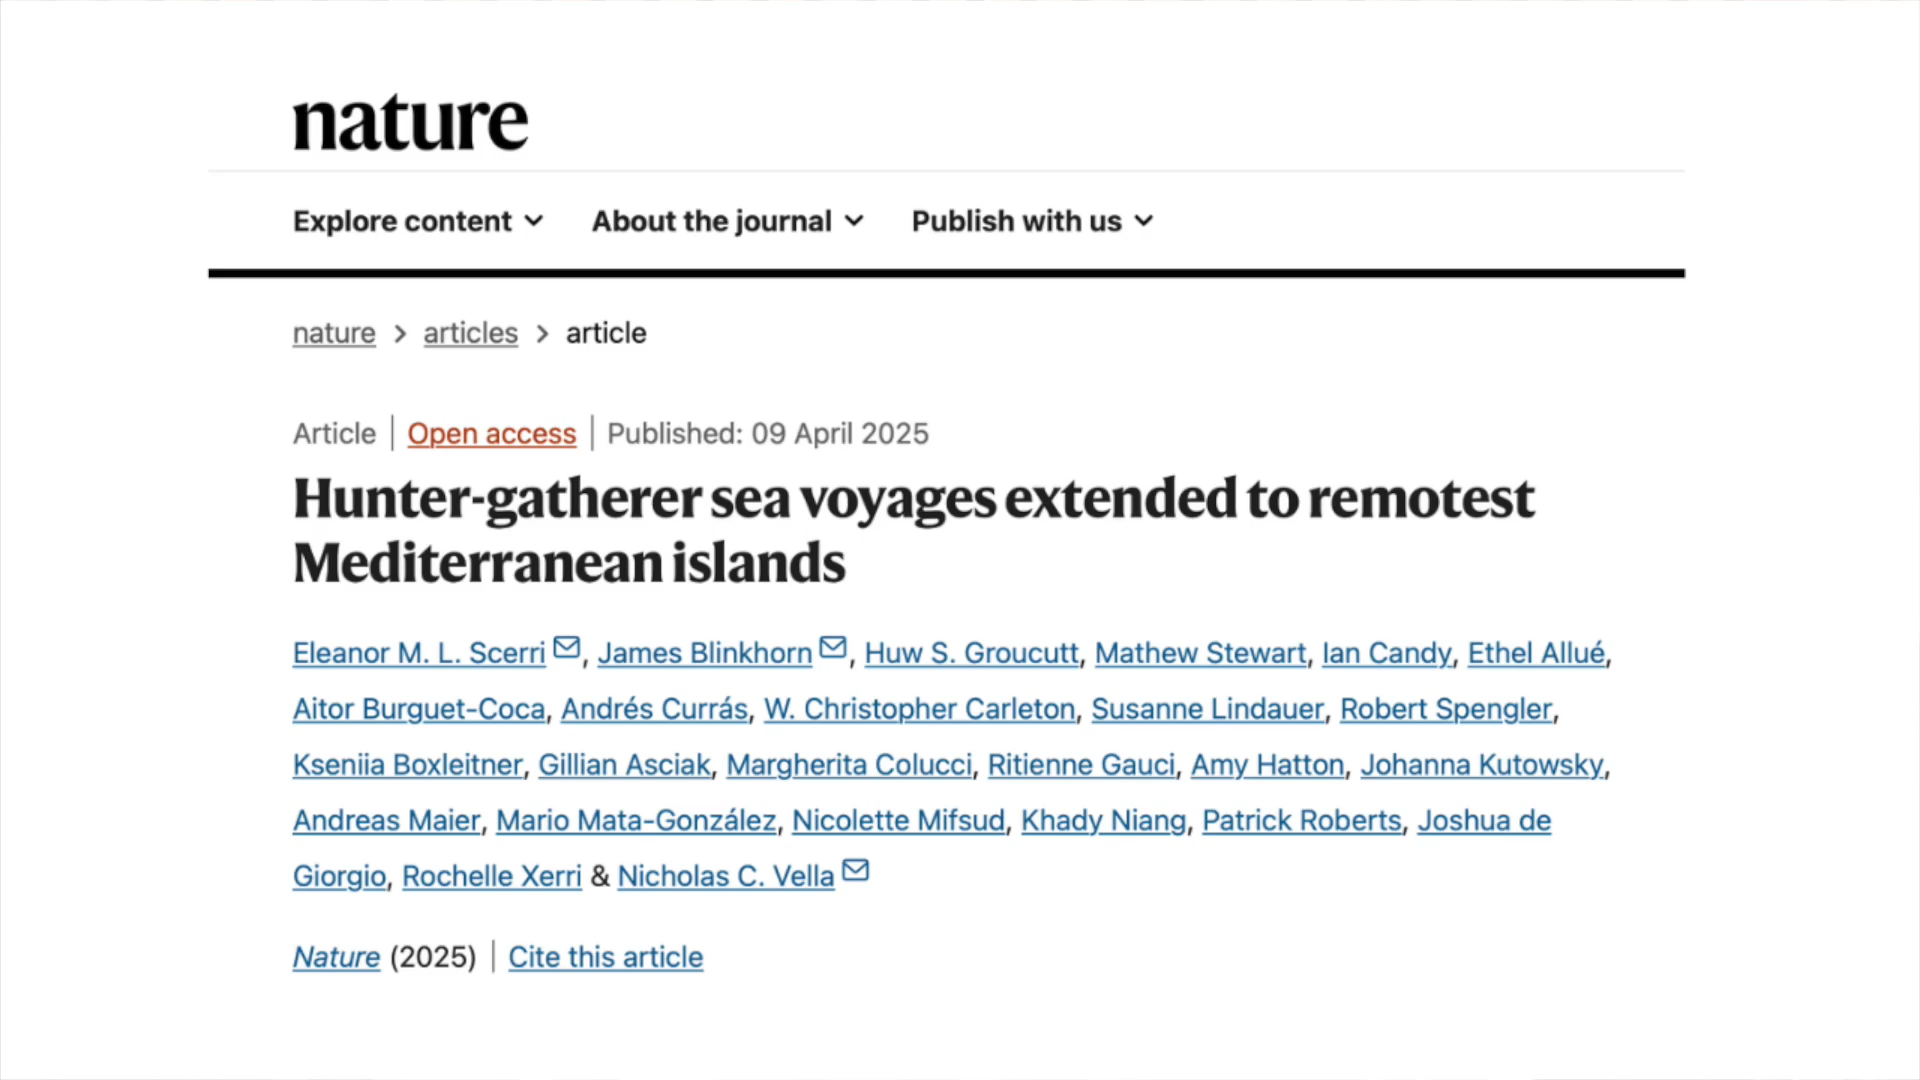 nature
Explore content About the journal Publish with us
nature > articles > article
Article | Open access | Published: 09 April 2025
Hunter-gatherer sea voyages extended to remotest
Mediterranean islands
Eleanor M. L. Scerri, James Blinkhorn, Huw S. Groucutt, Mathew Stewart, Ian Candy, Ethel Allué,
Aitor Burguet-Coca, Andrés Currás, W. Christopher Carleton, Susanne Lindauer, Robert Spengler,
Kseniia Boxleitner, Gillian Asciak, Margherita Colucci, Ritienne Gauci, Amy Hatton, Johanna Kutowsky,
Andreas Maier, Mario Mata-González, Nicolette Mifsud, Khady Niang, Patrick Roberts, Joshua de
Giorgio, Rochelle Xerri & Nicholas C. Vella
Nature (2025) | Cite this article